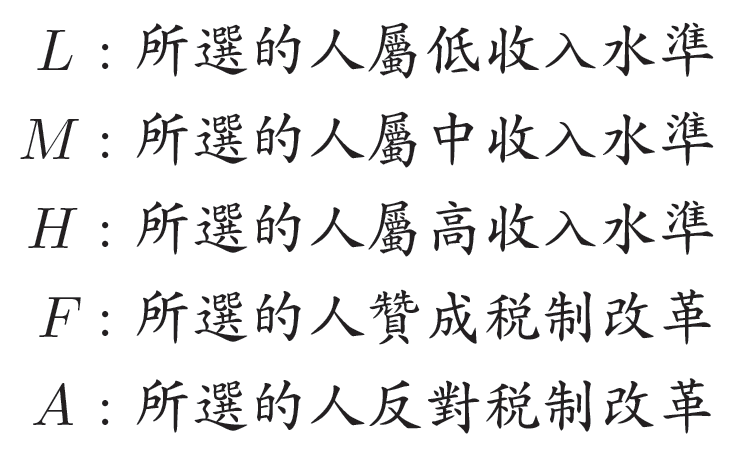 L : 所選的人屬低收入水準
M : 所選的人屬中收入水準
H : 所選的人屬高收入水準
F : 所選的人贊成税制改革
A : 所選的人反對税制改革